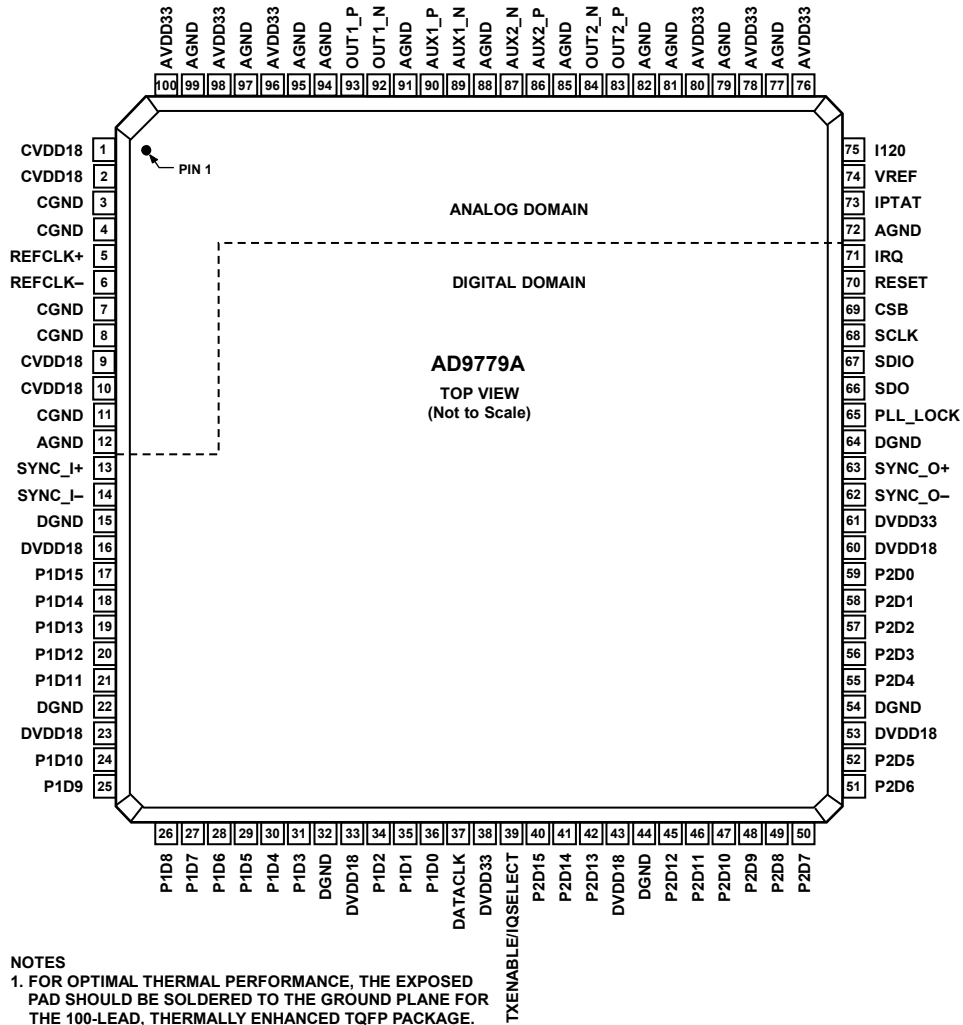 AVDD33
AGND
AVDD33
AGND
AVDD33
AGND
AGND
OUT1_P
OUT1_N
AGND
AUX1_P
AUX1_N
AGND
AUX2_N
AUX2_P
AGND
OUT2_N
OUT2_P
AGND
AGND
AVDD33
AGND
AVDD33
AGND
AVDD33
100 99 98 97 96 95 94 93 92 91 90 89 88 87 86 85 84 83 82 81 80 79 78 77 76
CVDD18 1
CVDD18 2
CGND 3
CGND 4
REFCLK+ 5
REFCLK– 6
CGND 7
CGND 8
CVDD18 9
CVDD18 10
CGND 11
AGND 12
SYNC_I+ 13
SYNC_I– 14
DGND 15
DVDD18 16
P1D15 17
P1D14 18
P1D13 19
P1D12 20
P1D11 21
DGND 22
DVDD18 23
P1D10 24
P1D9 25
PIN 1
ANALOG DOMAIN
DIGITAL DOMAIN
AD9779A
TOP VIEW
(Not to Scale)
75 I120
74 VREF
73 IPTAT
72 AGND
71 IRQ
70 RESET
69 CSB
68 SCLK
67 SDIO
66 SDO
65 PLL_LOCK
64 DGND
63 SYNC_O+
62 SYNC_O–
61 DVDD33
60 DVDD18
59 P2D0
58 P2D1
57 P2D2
56 P2D3
55 P2D4
54 DGND
53 DVDD18
52 P2D5
51 P2D6
26 27 28 29 30 31 32 33 34 35 36 37 38 39 40 41 42 43 44 45 46 47 48 49 50
P1D8
P1D7
P1D6
P1D5
P1D4
P1D3
DGND
DVDD18
P1D2
P1D1
P1D0
DATACLK
DVDD33
TXENABLE/IQSELECT
P2D15
P2D14
P2D13
DVDD18
DGND
P2D12
P2D11
P2D10
P2D9
P2D8
P2D7
NOTES
1. FOR OPTIMAL THERMAL PERFORMANCE, THE EXPOSED
PAD SHOULD BE SOLDERED TO THE GROUND PLANE FOR
THE 100-LEAD, THERMALLY ENHANCED TQFP PACKAGE.